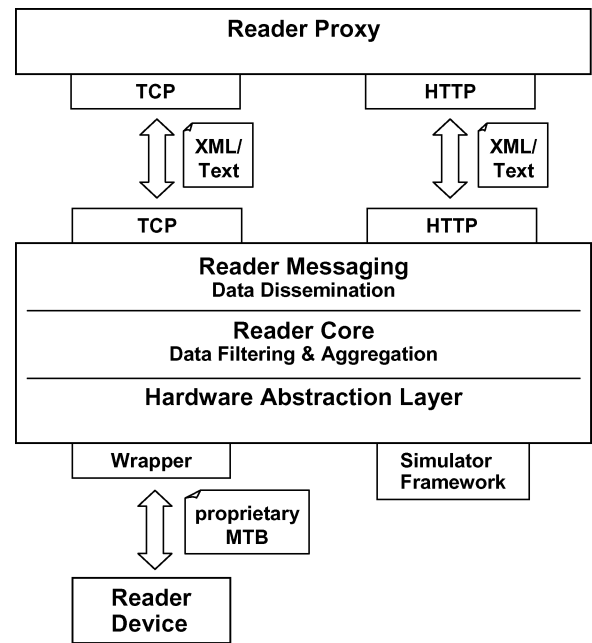 Reader Proxy
TCP
HTTP
XML/
Text
XML/
Text
TCP
HTTP
Reader Messaging
Data Dissemination
Reader Core
Data Filtering & Aggregation
Hardware Abstraction Layer
Wrapper
Simulator
Framework
proprietary
MTB
Reader
Device